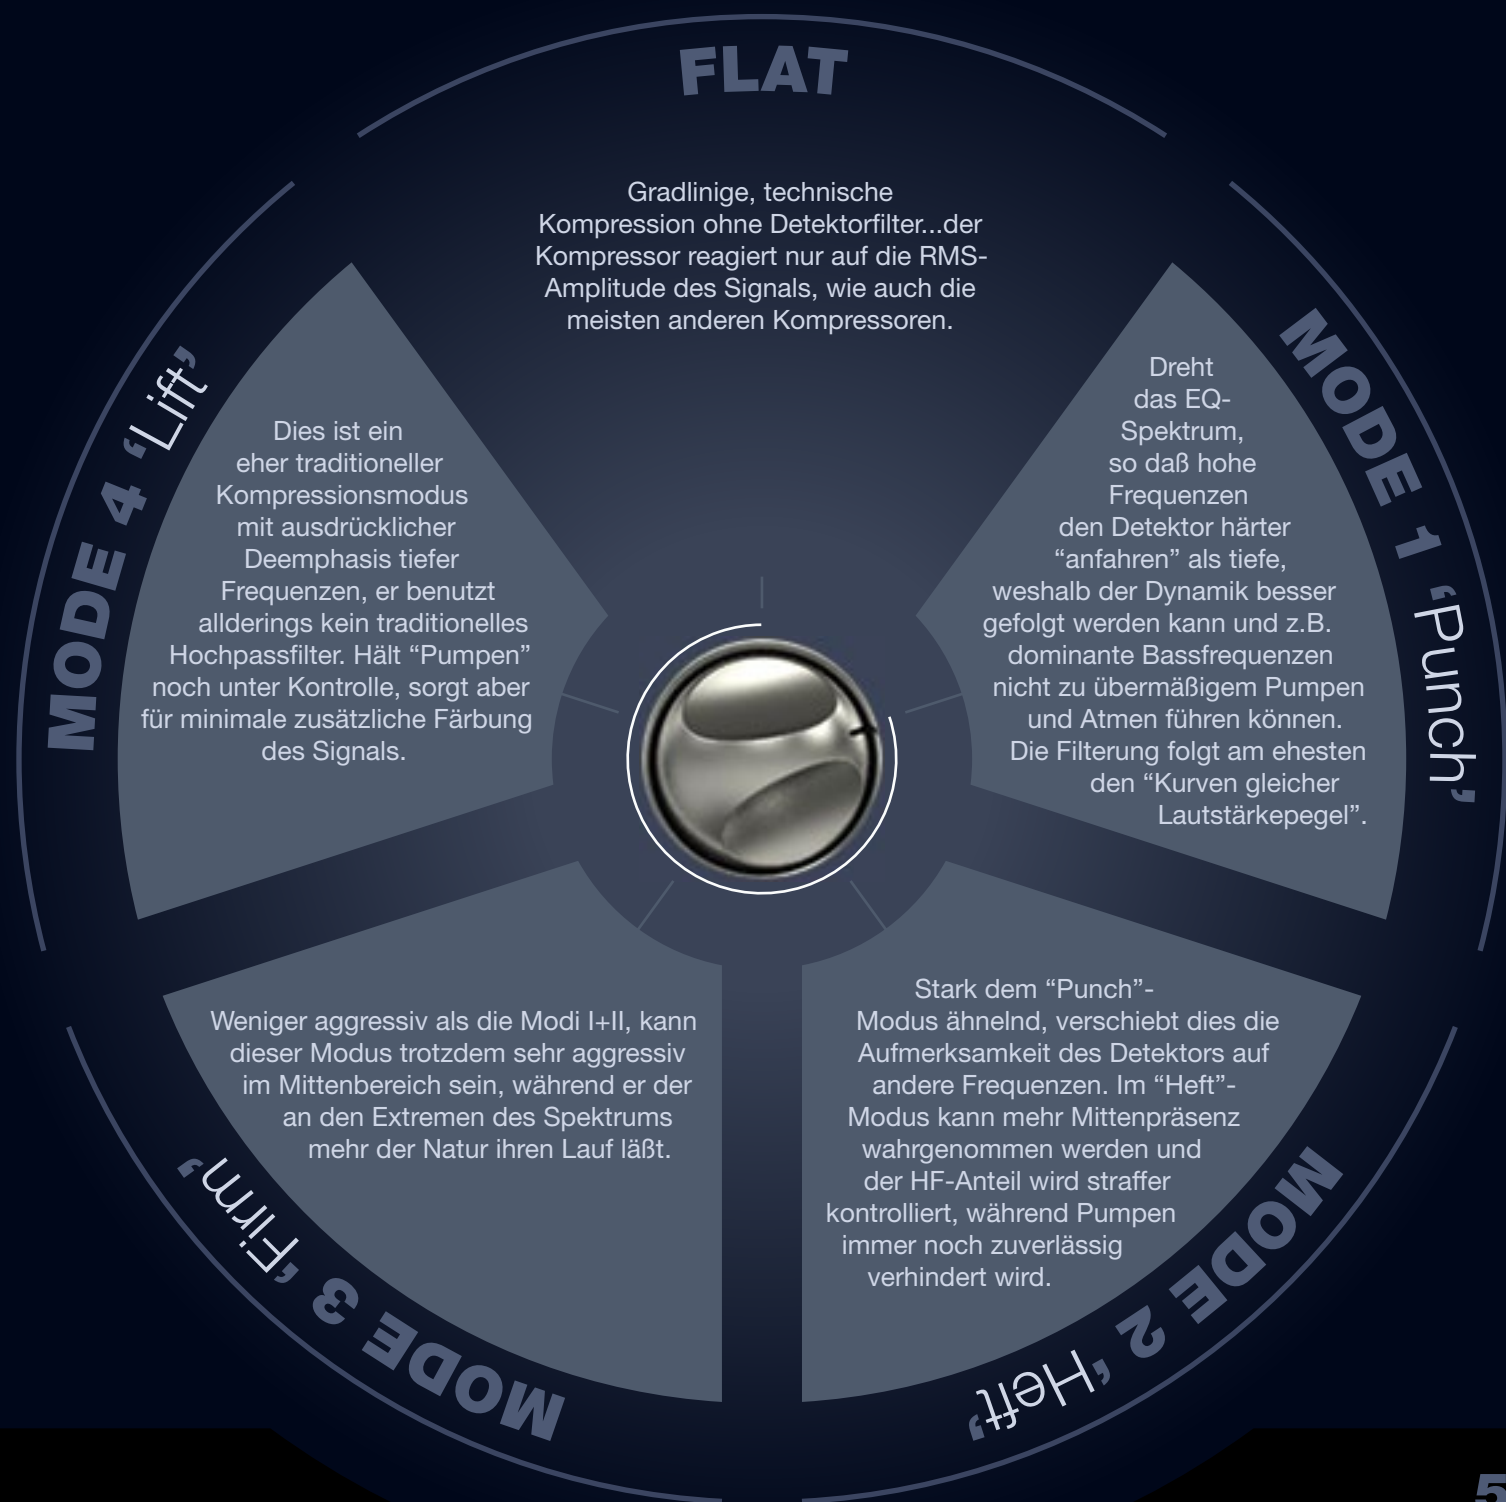 FLAT
Gradlinige, technische
Kompression ohne Detektorfilter...der
Kompressor reagiert nur auf die RMS-
Amplitude des Signals, wie auch die
meisten anderen Kompressoren.
MODE 1 ‘Punch’
Dreht
das EQ-
Spektrum,
so daß hohe
Frequenzen
den Detektor härter
“anfahren” als tiefe,
weshalb der Dynamik besser
gefolgt werden kann und z.B.
dominante Bassfrequenzen
nicht zu übermäßigem Pumpen
und Atmen führen können.
Die Filterung folgt am ehesten
den “Kurven gleicher
Lautstärkepegel”.
MODE 2 ‘Heft’
Stark dem “Punch”-
Modus ähnelnd, verschiebt dies die
Aufmerksamkeit des Detektors auf
andere Frequenzen. Im “Heft”-
Modus kann mehr Mittenpräsenz
wahrgenommen werden und
der HF-Anteil wird straffer
kontrolliert, während Pumpen
immer noch zuverlässig
verhindert wird.
MODE 3 ‘Firm’
Weniger aggressiv als die Modi I+II, kann
dieser Modus trotzdem sehr aggressiv
im Mittenbereich sein, während er der
an den Extremen des Spektrums
mehr der Natur ihren Lauf läßt.
MODE 4 ‘Lift’
Dies ist ein
eher traditioneller
Kompressionsmodus
mit ausdrücklicher
Deemphasis tiefer
Frequenzen, er benutzt
allderings kein traditionelles
Hochpassfilter. Hält “Pumpen”
noch unter Kontrolle, sorgt aber
für minimale zusätzliche Färbung
des Signals.
5